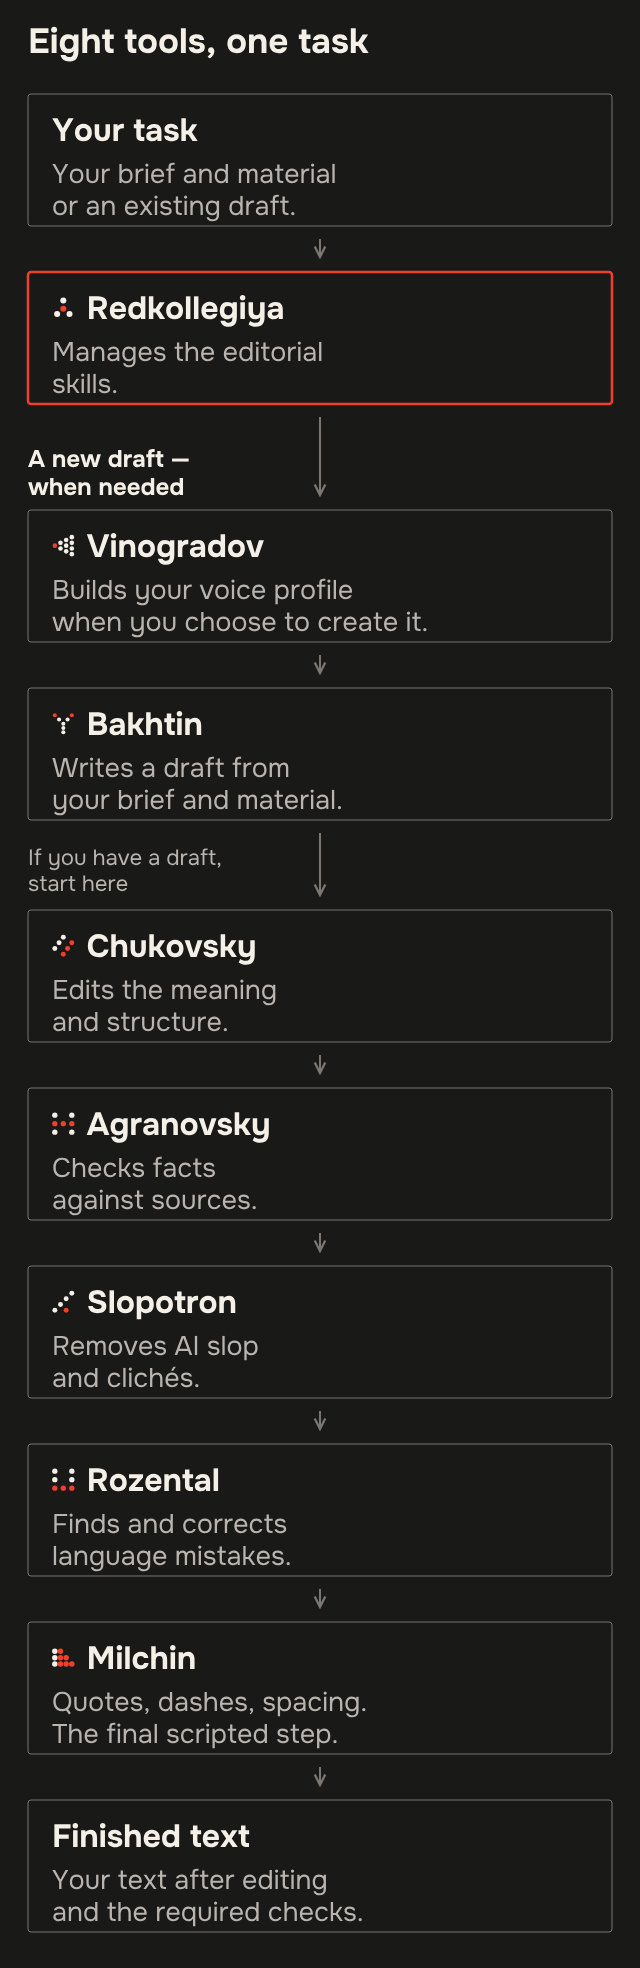 Eight tools, one task
Your task
Your brief and material
or an existing draft.
Redkollegiya
Manages the editorial
skills.
A new draft —
when needed
Vinogradov
Builds your voice profile
when you choose to create it.
Bakhtin
Writes a draft from
your brief and material.
If you have a draft,
start here
Chukovsky
Edits the meaning
and structure.
Agranovsky
Checks facts
against sources.
Slopotron
Removes AI slop
and clichés.
Rozental
Finds and corrects
language mistakes.
Milchin
Quotes, dashes, spacing.
The final scripted step.
Finished text
Your text after editing
and the required checks.